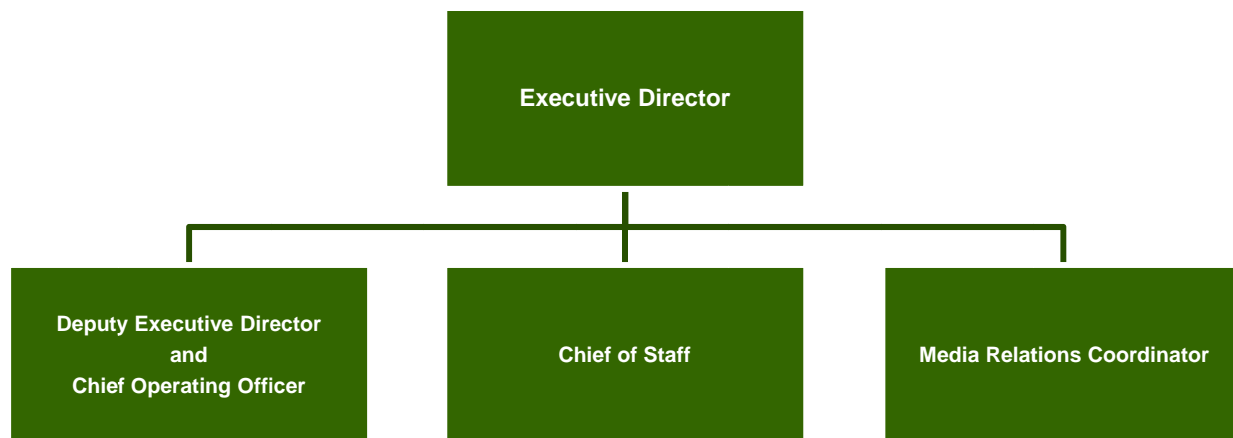 Executive Director
Deputy Executive Director
and
Chief Operating Officer
Chief of Staff
Media Relations Coordinator